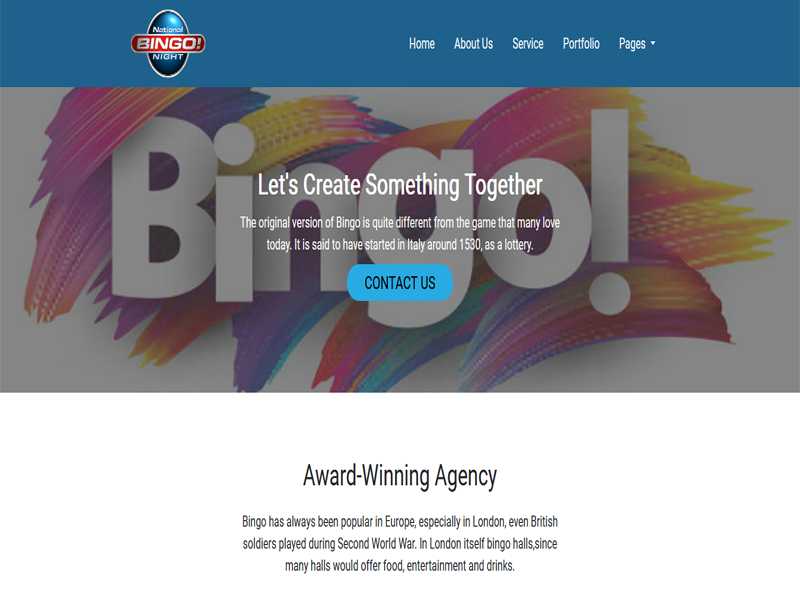 National
BINGO!
NIGHT
Home About Us Service Portfolio Pages
Bingo!
Let's Create Something Together
The original version of Bingo is quite different from the game that many love
today. It is said to have started in Italy around 1530, as a lottery.
CONTACT US
Award-Winning Agency
Bingo has always been popular in Europe, especially in London, even British
soldiers played during Second World War. In London itself bingo halls,since
many halls would offer food, entertainment and drinks.